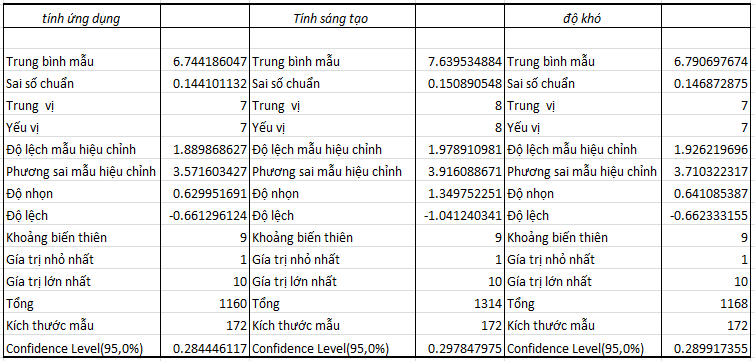 tính ứng dụng Tính sáng tạo độ khó
Trung bình mẫu 6.744186047 Trung bình mẫu 7.639534884 Trung bình mẫu 6.790697674
Sai số chuẩn 0.144101132 Sai số chuẩn 0.150890548 Sai số chuẩn 0.146872875
Trung vị 7 Trung vị 8 Trung vị 7
Yếu vị 7 Yếu vị 8 Yếu vị 7
Độ lệch mẫu hiệu chỉnh 1.889868627 Độ lệch mẫu hiệu chỉnh 1.978910981 Độ lệch mẫu hiệu chỉnh 1.926219696
Phương sai mẫu hiệu chỉnh 3.571603427 Phương sai mẫu hiệu chỉnh 3.916088671 Phương sai mẫu hiệu chỉnh 3.710322317
Độ nhọn 0.629951691 Độ nhọn 1.349752251 Độ nhọn 0.641085387
Độ lệch -0.661296124 Độ lệch -1.041240341 Độ lệch -0.662333155
Khoảng biến thiên 9 Khoảng biến thiên 9 Khoảng biến thiên 9
Gía trị nhỏ nhất 1 Gía trị nhỏ nhất 1 Gía trị nhỏ nhất 1
Gía trị lớn nhất 10 Gía trị lớn nhất 10 Gía trị lớn nhất 10
Tổng 1160 Tổng 1314 Tổng 1168
Kích thước mẫu 172 Kích thước mẫu 172 Kích thước mẫu 172
Confidence Level(95,0%) 0.284446117 Confidence Level(95,0%) 0.297847975 Confidence Level(95,0%) 0.289917355